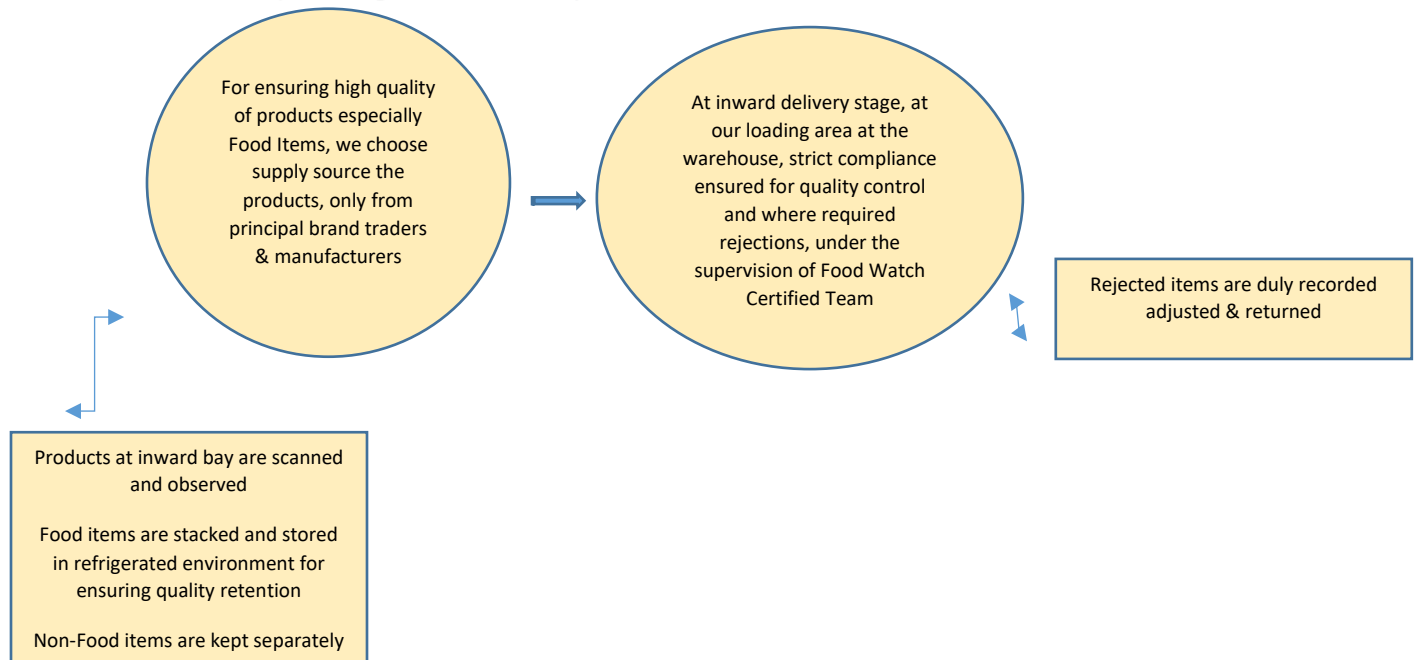 For ensuring high quality
of products especially
Food Items, we choose
supply source the
products, only from
principal brand traders
& manufacturers
At inward delivery stage, at
our loading area at the
warehouse, strict compliance
ensured for quality control
and where required
rejections, under the
supervision of Food Watch
Certified Team
Rejected items are duly recorded
adjusted & returned
Products at inward bay are scanned
and observed
Food items are stacked and stored
in refrigerated environment for
ensuring quality retention
Non-Food items are kept separately